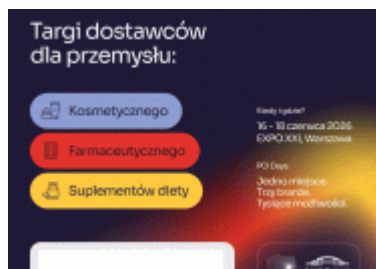 Targi dostawców
dla przemysłu:
Kosmetycznego
Farmaceutycznego
Suplementów diety
Kiedy i gdzie?
16 - 18 czerwca 2026
EXPO XXI, Warszawa
PCI Days
Jedno miejsce.
Trzy branże.
Tysiące możliwości.